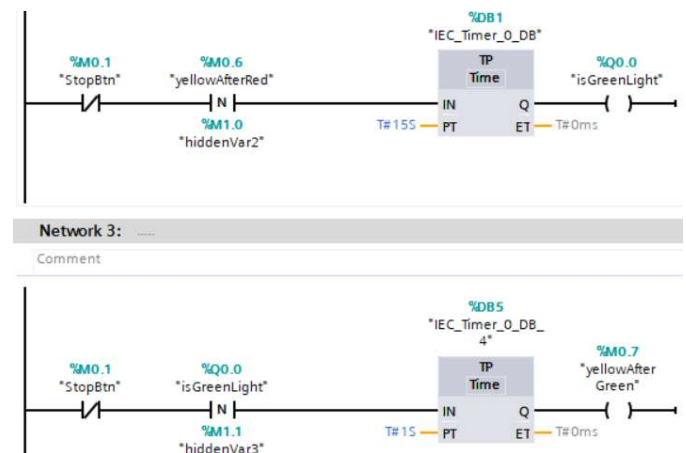 %DB1
"IEC_Timer_0_DB"
%M0.1 %M0.6 TP %Q0.0
"StopBtn" "yellowAfterRed" Time "isGreenLight"
N IN Q
%M1.0 T#15S PT ET T#0ms
"hiddenVar2"
Network 3: .....
Comment
%DB5
"IEC_Timer_0_DB_
4"
%M0.7
%M0.1 %Q0.0 TP "yellowAfter
"StopBtn" "isGreenLight" Time Green"
N IN Q
%M1.1 T#1S PT ET T#0ms
"hiddenVar3"